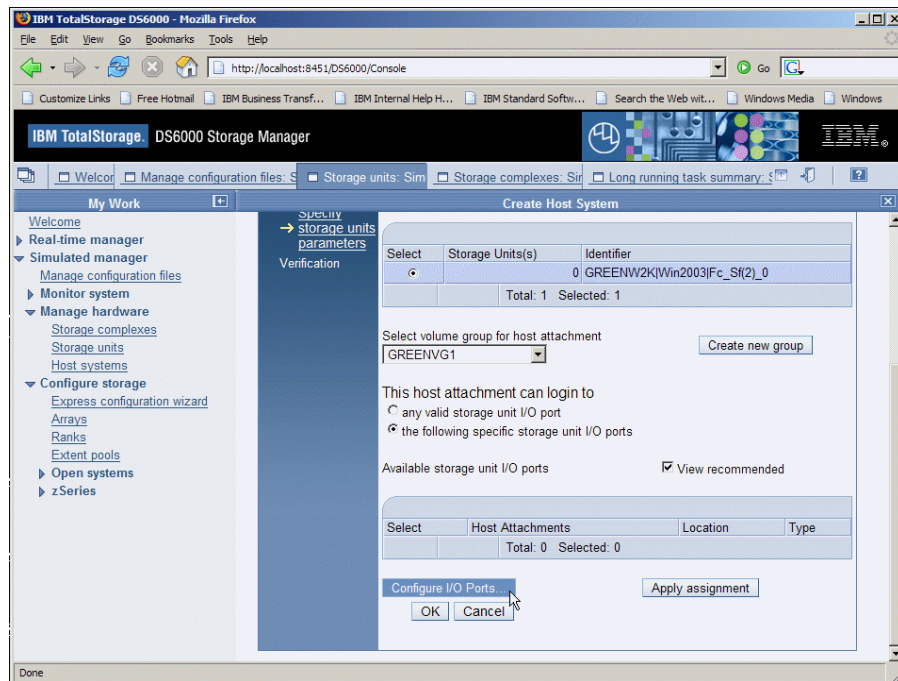 IBM TotalStorage DS6000 - Mozilla Firefox
File Edit View Go Bookmarks Tools Help
http://localhost:8451/DS6000/Console
Go
G
Customize Links Free Hotmail IBM Business Transf... IBM Internal Help H... IBM Standard Softw... Search the Web wit... Windows Media Windows
IBM TotalStorage. DS6000 Storage Manager
IBM
Welcor Manage configuration files: S Storage units: Sim Storage complexes: Sir Long running task summary: S ?
My Work
Create Host System
Welcome
Real-time manager
Simulated manager
Manage configuration files
Monitor system
Manage hardware
Storage complexes
Storage units
Host systems
Configure storage
Express configuration wizard
Arrays
Ranks
Extent pools
Open systems
zSeries
Specify
storage units
parameters
Verification
Select Storage Units(s) Identifier
0 GREENW2K|Win2003|Fc_Sf(2)_0
Total: 1 Selected: 1
Select volume group for host attachment
GREENVG1
Create new group
This host attachment can login to
any valid storage unit I/O port
the following specific storage unit I/O ports
Available storage unit I/O ports
View recommended
Select Host Attachments Location Type
Total: 0 Selected: 0
Configure I/O Ports...
Apply assignment
OK Cancel
Done